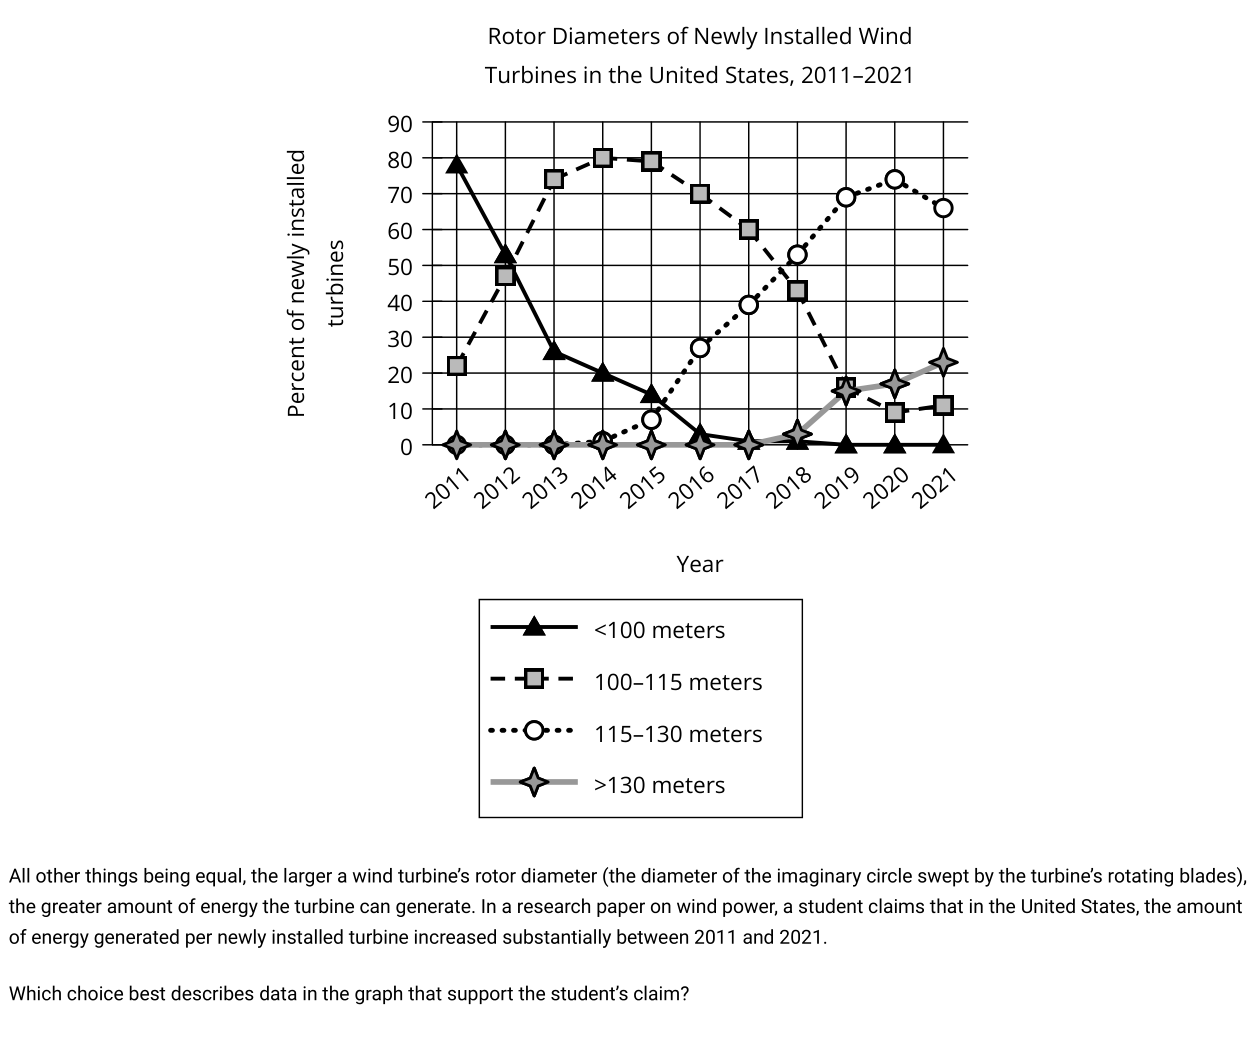 Rotor Diameters of Newly Installed Wind
Turbines in the United States, 2011–2021
Percent of newly installed
turbines
90
80
70
60
50
40
30
20
10
0
2011
2012
2013
2014
2015
2016
2017
2018
2019
2020
2021
Year
<100 meters
100–115 meters
115–130 meters
>130 meters
All other things being equal, the larger a wind turbine’s rotor diameter (the diameter of the imaginary circle swept by the turbine’s rotating blades),
the greater amount of energy the turbine can generate. In a research paper on wind power, a student claims that in the United States, the amount
of energy generated per newly installed turbine increased substantially between 2011 and 2021.
Which choice best describes data in the graph that support the student’s claim?